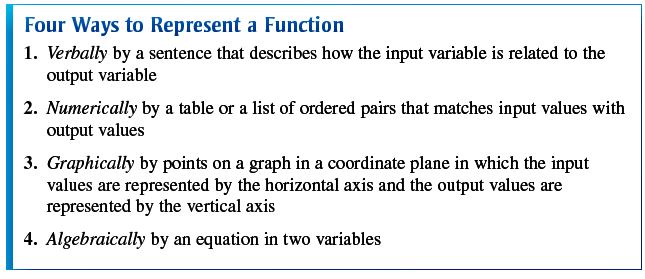 Four Ways to Represent a Function
1. Verbally by a sentence that describes how the input variable is related to the
output variable
2. Numerically by a table or a list of ordered pairs that matches input values with
output values
3. Graphically by points on a graph in a coordinate plane in which the input
values are represented by the horizontal axis and the output values are
represented by the vertical axis
4. Algebraically by an equation in two variables